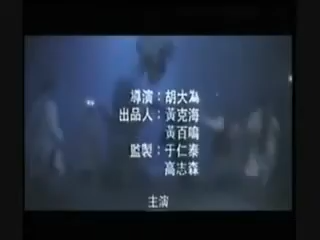 導演：胡大為
出品人：黃克海
黃百鳴
監製：于仁泰
高志森
主演